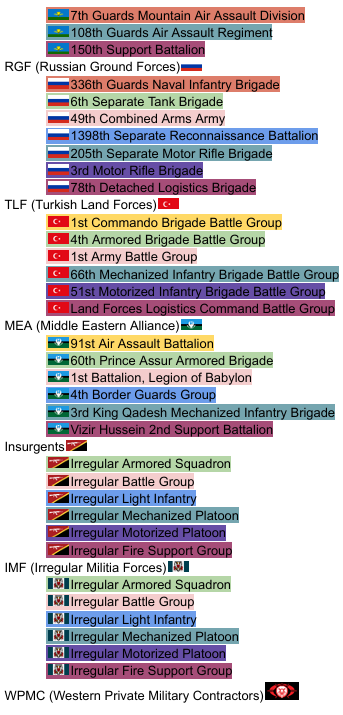 7th Guards Mountain Air Assault Division
108th Guards Air Assault Regiment
150th Support Battalion
RGF (Russian Ground Forces)
336th Guards Naval Infantry Brigade
6th Separate Tank Brigade
49th Combined Arms Army
1398th Separate Reconnaissance Battalion
205th Separate Motor Rifle Brigade
3rd Motor Rifle Brigade
78th Detached Logistics Brigade
TLF (Turkish Land Forces)
1st Commando Brigade Battle Group
4th Armored Brigade Battle Group
1st Army Battle Group
66th Mechanized Infantry Brigade Battle Group
51st Motorized Infantry Brigade Battle Group
Land Forces Logistics Command Battle Group
MEA (Middle Eastern Alliance)
91st Air Assault Battalion
60th Prince Assur Armored Brigade
1st Battalion, Legion of Babylon
4th Border Guards Group
3rd King Qadesh Mechanized Infantry Brigade
Vizir Hussein 2nd Support Battalion
Insurgents
Irregular Armored Squadron
Irregular Battle Group
Irregular Light Infantry
Irregular Mechanized Platoon
Irregular Motorized Platoon
Irregular Fire Support Group
IMF (Irregular Militia Forces)
Irregular Armored Squadron
Irregular Battle Group
Irregular Light Infantry
Irregular Mechanized Platoon
Irregular Motorized Platoon
Irregular Fire Support Group
WPMC (Western Private Military Contractors)